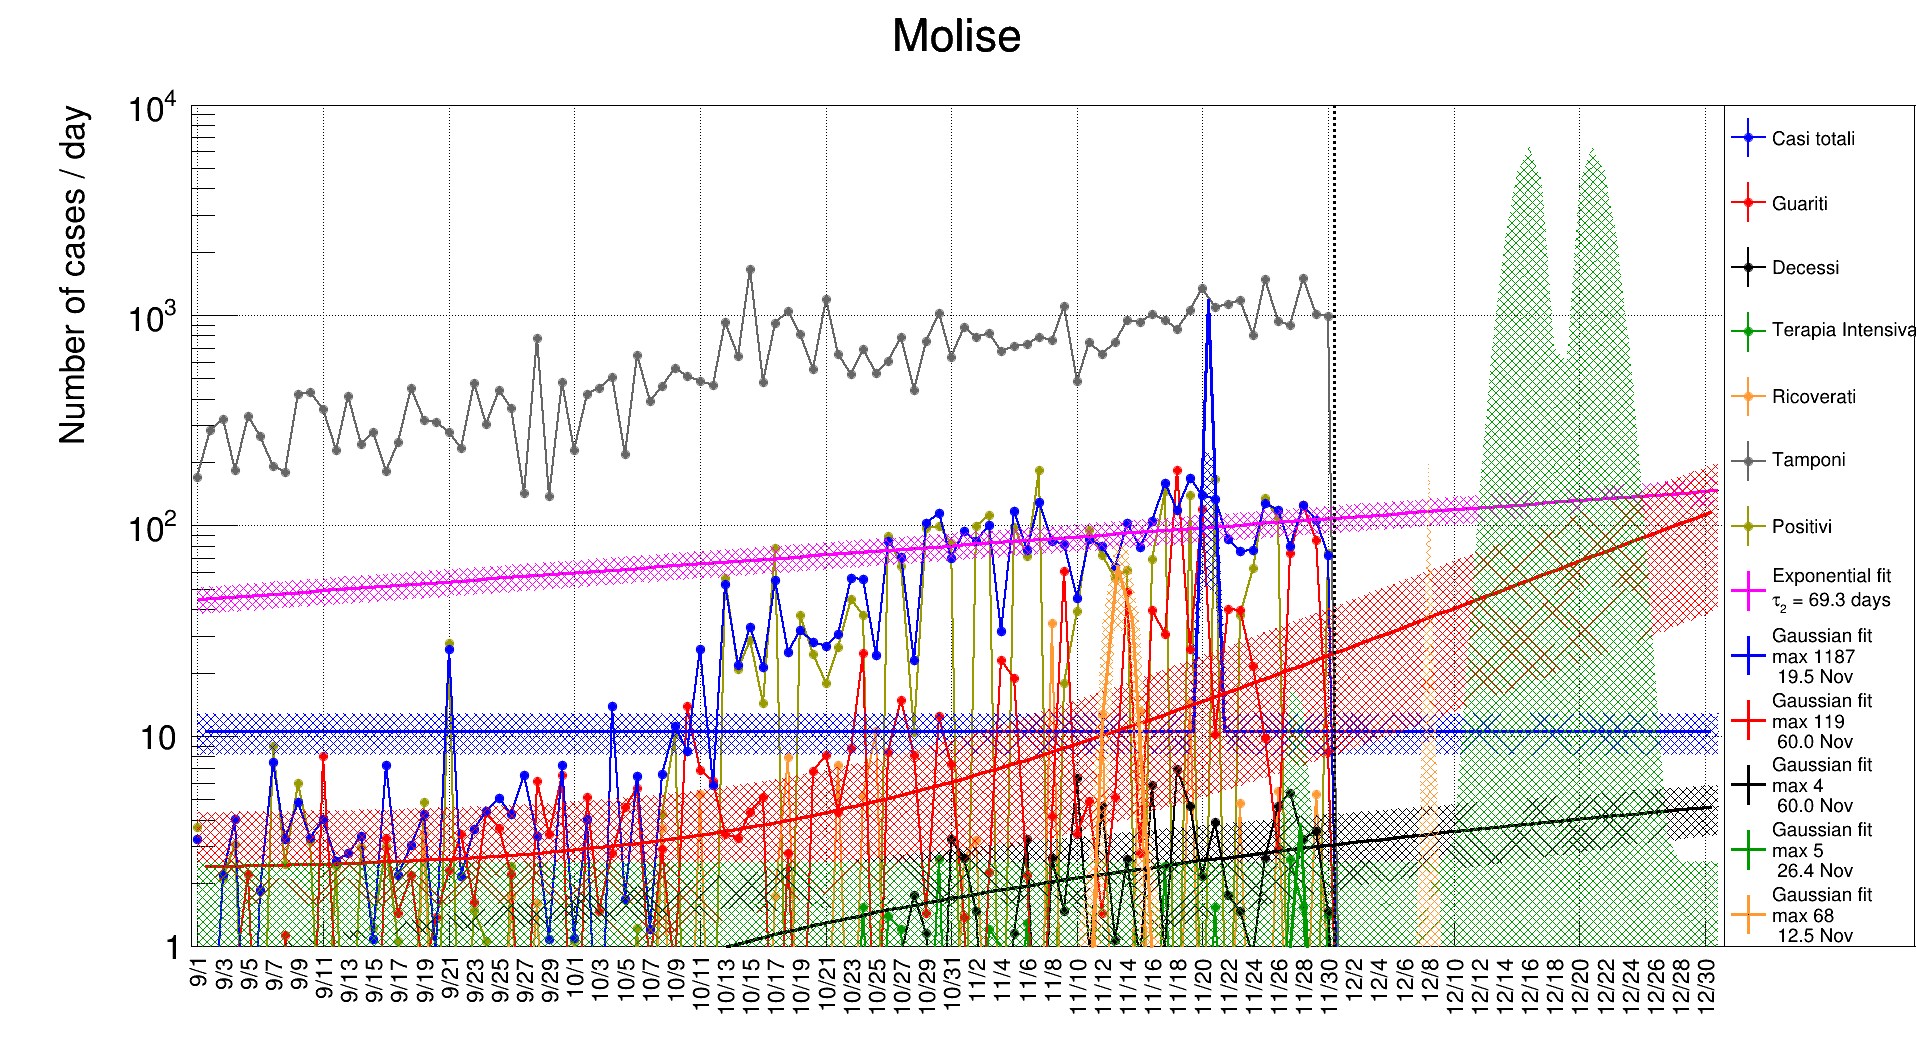 Molise
Number of cases / day
10^4
10^3
10^2
10
1
9/1
9/3
9/5
9/7
9/9
9/11
9/13
9/15
9/17
9/19
9/21
9/23
9/25
9/27
9/29
10/1
10/3
10/5
10/7
10/9
10/11
10/13
10/15
10/17
10/19
10/21
10/23
10/25
10/27
10/29
10/31
11/2
11/4
11/6
11/8
11/10
11/12
11/14
11/16
11/18
11/20
11/22
11/24
11/26
11/28
11/30
12/2
12/4
12/6
12/8
12/10
12/12
12/14
12/16
12/18
12/20
12/22
12/24
12/26
12/28
12/30
Casi totali
Guariti
Decessi
Terapia Intensiva
Ricoverati
Tamponi
Positivi
Exponential fit
τ₂ = 69.3 days
Gaussian fit
max 1187
19.5 Nov
Gaussian fit
max 119
60.0 Nov
Gaussian fit
max 4
60.0 Nov
Gaussian fit
max 5
26.4 Nov
Gaussian fit
max 68
12.5 Nov